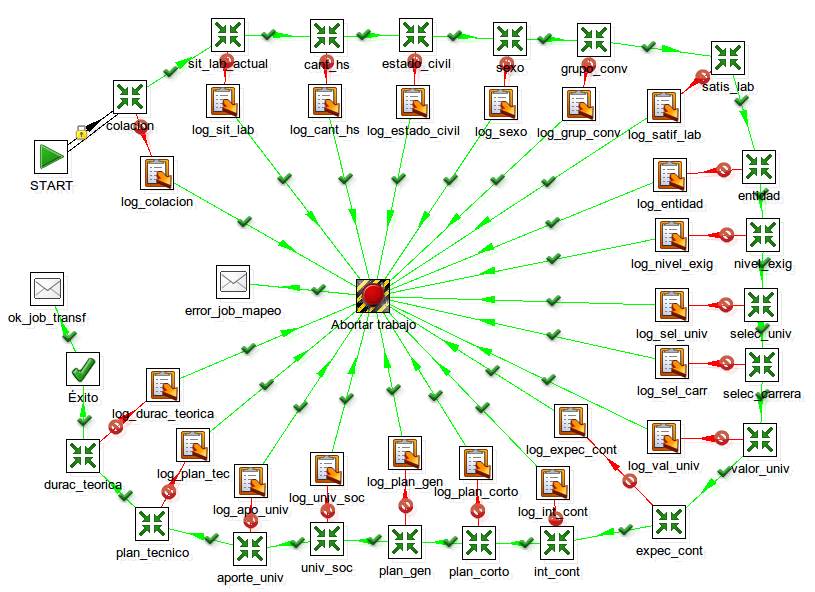 sit_lab_actual
cant_hs
estado_civil
sexo
grupo_conv
satis_lab
colacion
log_sit_lab
log_cant_hs
log_estado_civil
log_sexo
log_grup_conv
log_satif_lab
START
log_colacion
log_entidad
entidad
log_nivel_exig
nivel_exig
ok_job_transf
error_job_mapeo
Abortar trabajo
log_sel_univ
selec_univ
Éxito
log_durac_teorica
log_sel_carr
selec_carrera
log_expec_cont
durac_teorica
log_plan_tec
log_univ_soc
log_plan_gen
log_plan_corto
log_val_univ
valor_univ
log_apo_univ
log_int_cont
plan_tecnico
aporte_univ
univ_soc
plan_gen
plan_corto
int_cont
expec_cont